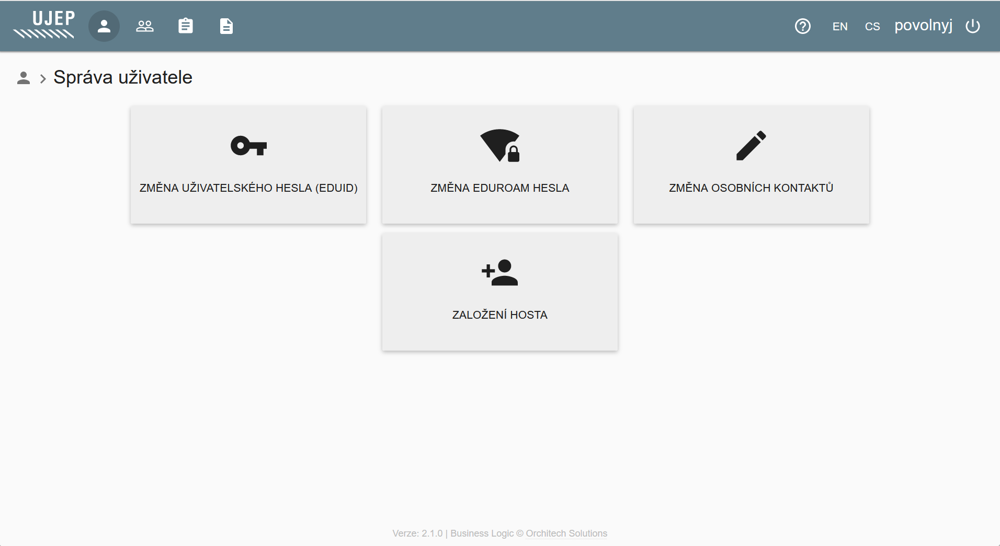 UJEP
EN CS povolnyj
Správa uživatele
ZMĚNA UŽIVATELSKÉHO HESLA (EDUID)
ZMĚNA EDUROAM HESLA
ZMĚNA OSOBNÍCH KONTAKTŮ
ZALOŽENÍ HOSTA
Verze: 2.1.0 | Business Logic © Orchitech Solutions